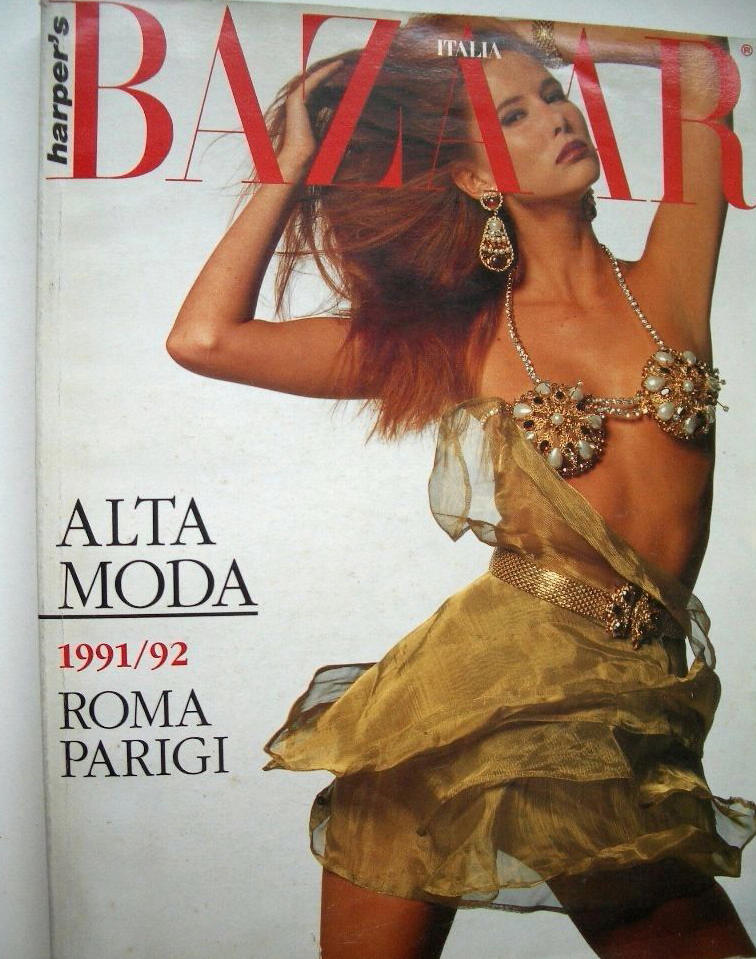 harper's
BAZAAR®
ITALIA
ALTA
MODA
1991/92
ROMA
PARIGI